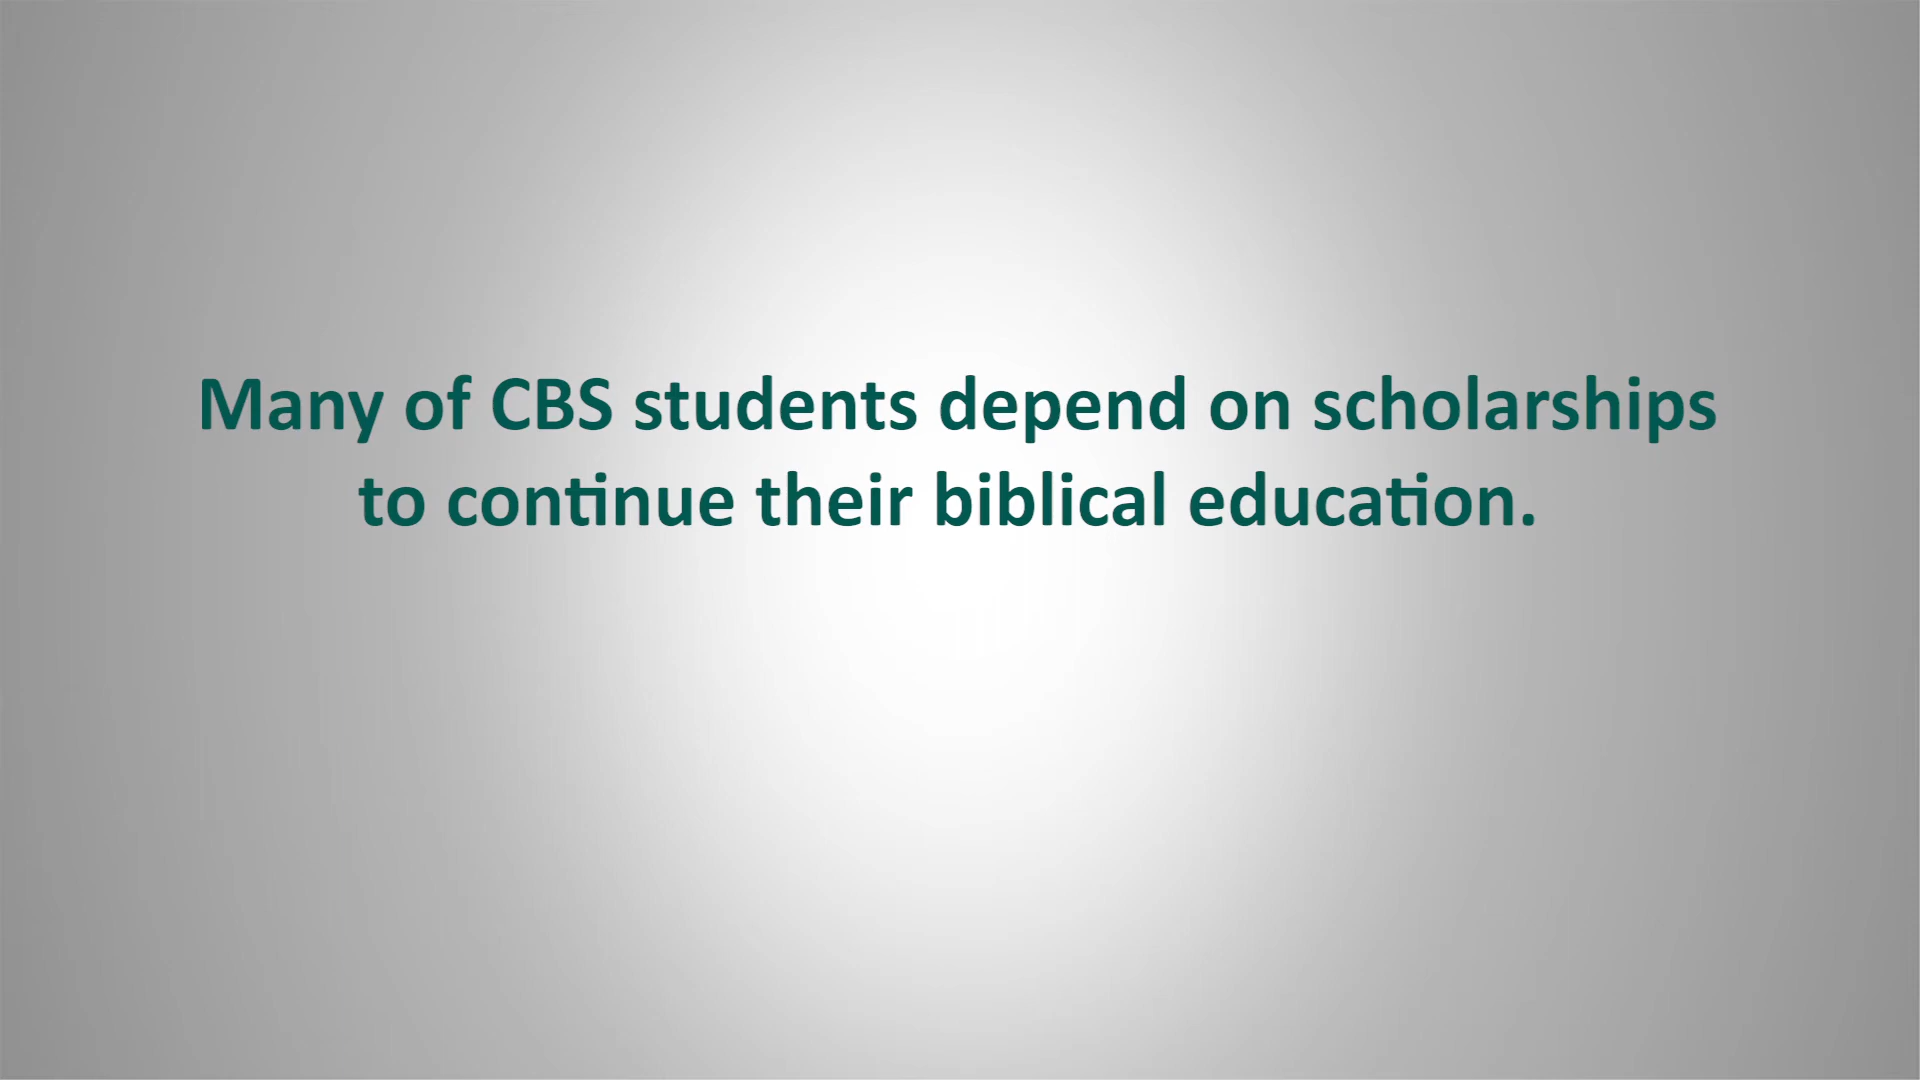 Many of CBS students depend on scholarships
to continue their biblical education.